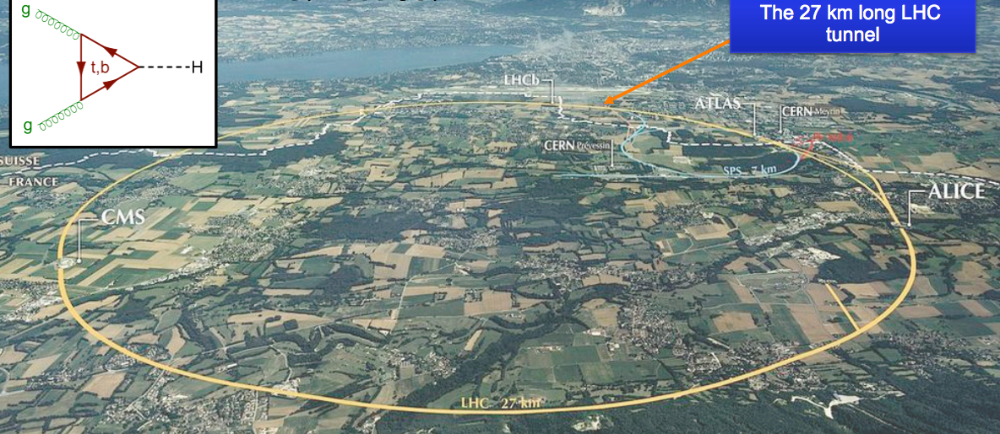 g
t,b
H
g
The 27 km long LHC
tunnel
LHCb
ATLAS
CERN Meyrin
CERN Prévessin
SUISSE
FRANCE
SPS_ 7 km
CMS
ALICE
LHC 27 km